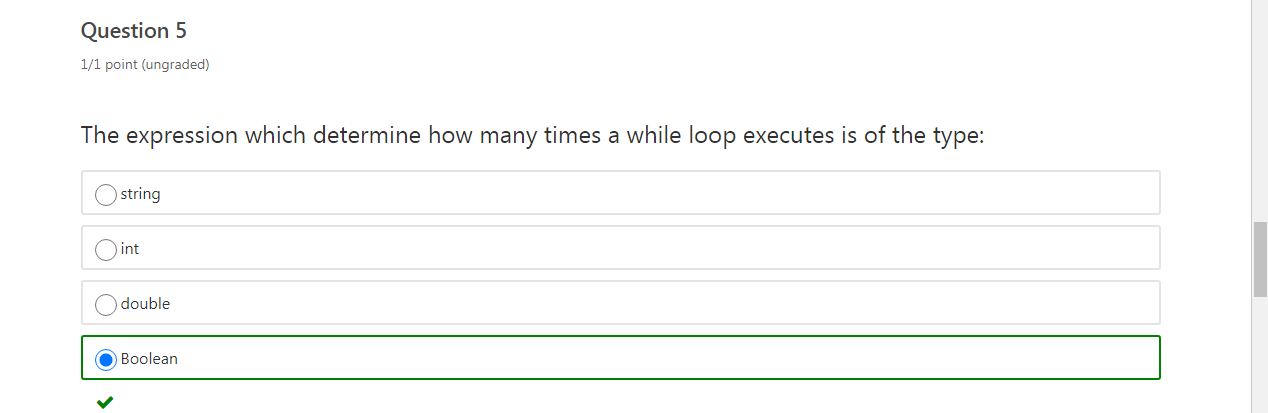 Question 5
1/1 point (ungraded)
The expression which determine how many times a while loop executes is of the type:
string
int
double
Boolean